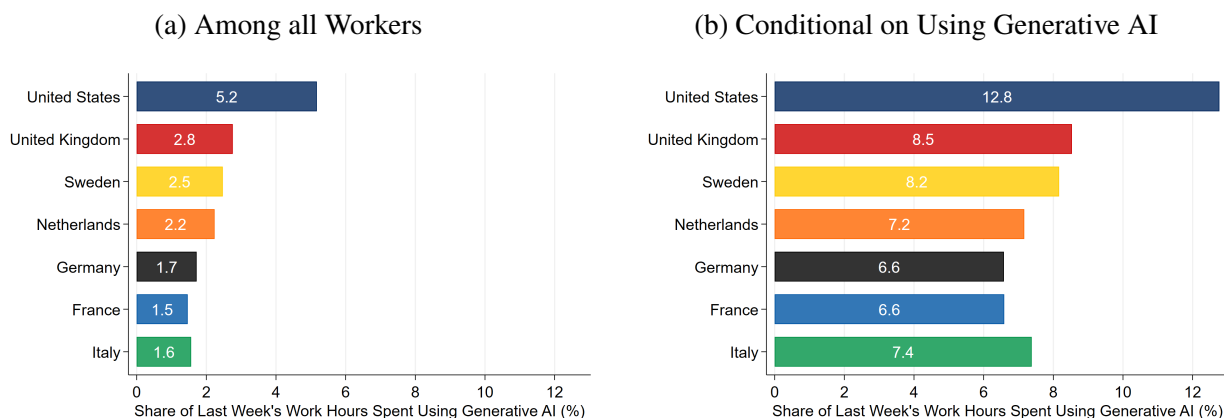 (a) Among all Workers
United States
5.2
United Kingdom
2.8
Sweden
2.5
Netherlands
2.2
Germany
1.7
France
1.5
Italy
1.6
0 2 4 6 8 10 12
Share of Last Week's Work Hours Spent Using Generative AI (%)
(b) Conditional on Using Generative AI
United States
12.8
United Kingdom
8.5
Sweden
8.2
Netherlands
7.2
Germany
6.6
France
6.6
Italy
7.4
0 2 4 6 8 10 12
Share of Last Week's Work Hours Spent Using Generative AI (%)